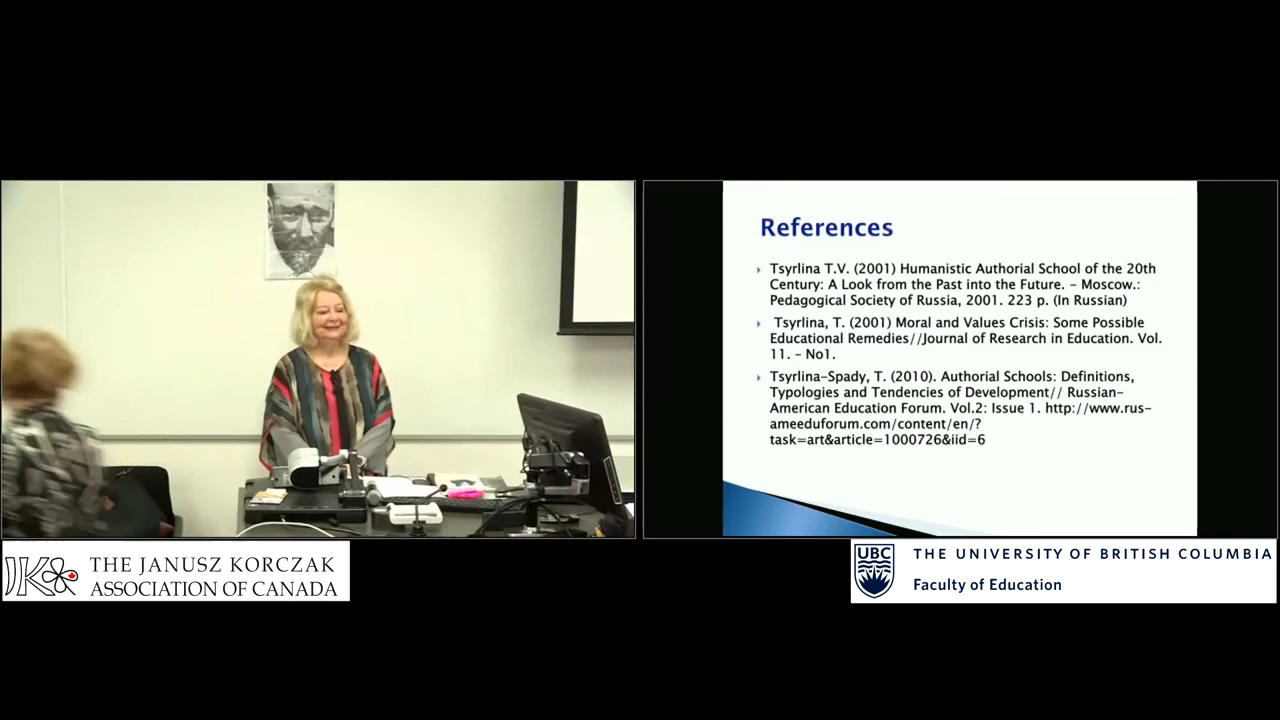 References
Tsyrlina T.V. (2001) Humanistic Authorial School of the 20th
Century: A Look from the Past into the Future. – Moscow.:
Pedagogical Society of Russia, 2001. 223 p. (In Russian)
Tsyrlina, T. (2001) Moral and Values Crisis: Some Possible
Educational Remedies//Journal of Research in Education. Vol.
11. – No1.
Tsyrlina-Spady, T. (2010). Authorial Schools: Definitions,
Typologies and Tendencies of Development// Russian-
American Education Forum. Vol.2: Issue 1. http://www.rus-
ameeduforum.com/content/en/?
task=art&article=1000726&iid=6
JK
THE JANUSZ KORCZAK
ASSOCIATION OF CANADA
UBC
THE UNIVERSITY OF BRITISH COLUMBIA
Faculty of Education